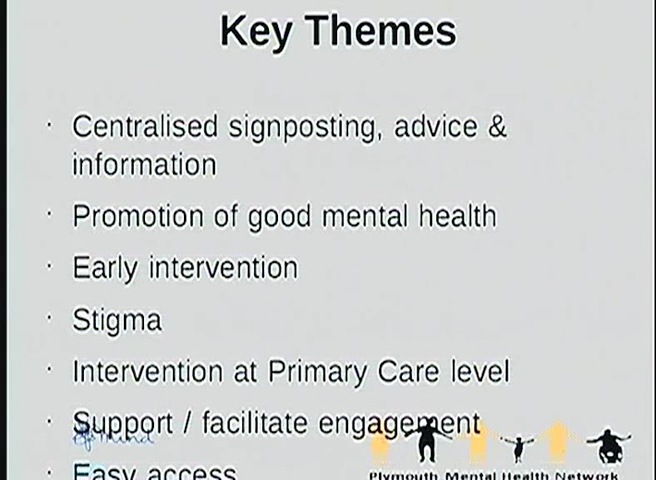 Key Themes
· Centralised signposting, advice &
information
· Promotion of good mental health
· Early intervention
· Stigma
· Intervention at Primary Care level
· Support / facilitate engagement
· Easy access
Plymouth Mental Health Network